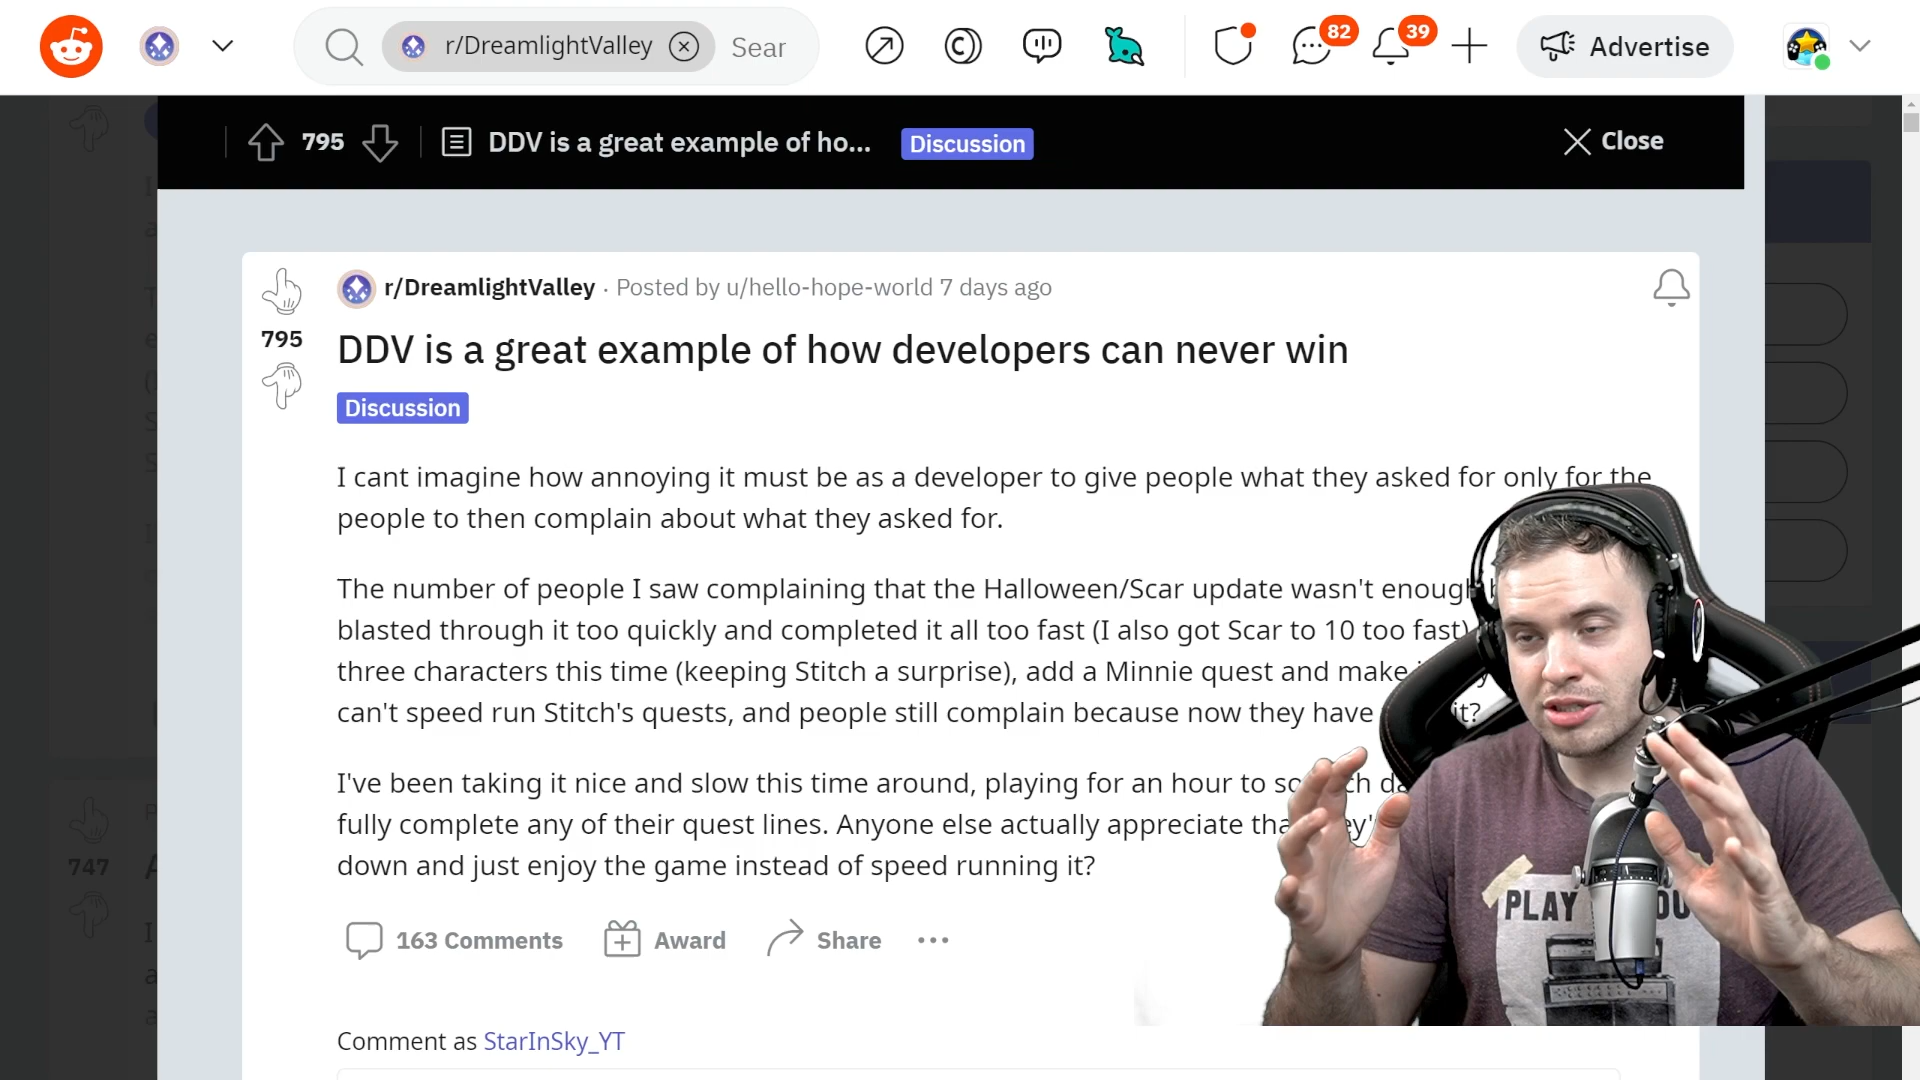 r/DreamlightValley Sear 82 39 Advertise
795 DDV is a great example of ho... Discussion Close
r/DreamlightValley · Posted by u/hello-hope-world 7 days ago
795
DDV is a great example of how developers can never win
Discussion
I cant imagine how annoying it must be as a developer to give people what they asked for only for the
people to then complain about what they asked for.
The number of people I saw complaining that the Halloween/Scar update wasn't enough
blasted through it too quickly and completed it all too fast (I also got Scar to 10 too fast)
three characters this time (keeping Stitch a surprise), add a Minnie quest and make
can't speed run Stitch's quests, and people still complain because now they have it?
I've been taking it nice and slow this time around, playing for an hour to so
fully complete any of their quest lines. Anyone else actually appreciate
down and just enjoy the game instead of speed running it?
163 Comments Award Share
Comment as StarInSky_YT
747
PLAY